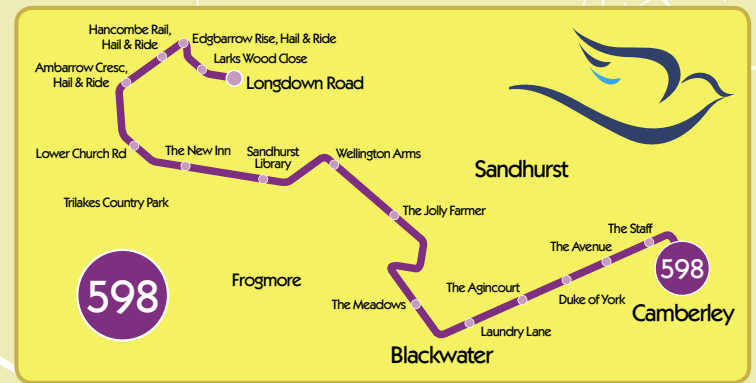 Hancombe Rail,
Hail & Ride
Edgbarrow Rise, Hail & Ride
Larks Wood Close
Ambarrow Cresc,
Hail & Ride
Longdown Road
Lower Church Rd
The New Inn
Sandhurst
Library
Wellington Arms
Sandhurst
Trilakes Country Park
The Jolly Farmer
The Staff
The Avenue
598
598
Frogmore
The Agincourt
Duke of York
The Meadows
Camberley
Laundry Lane
Blackwater